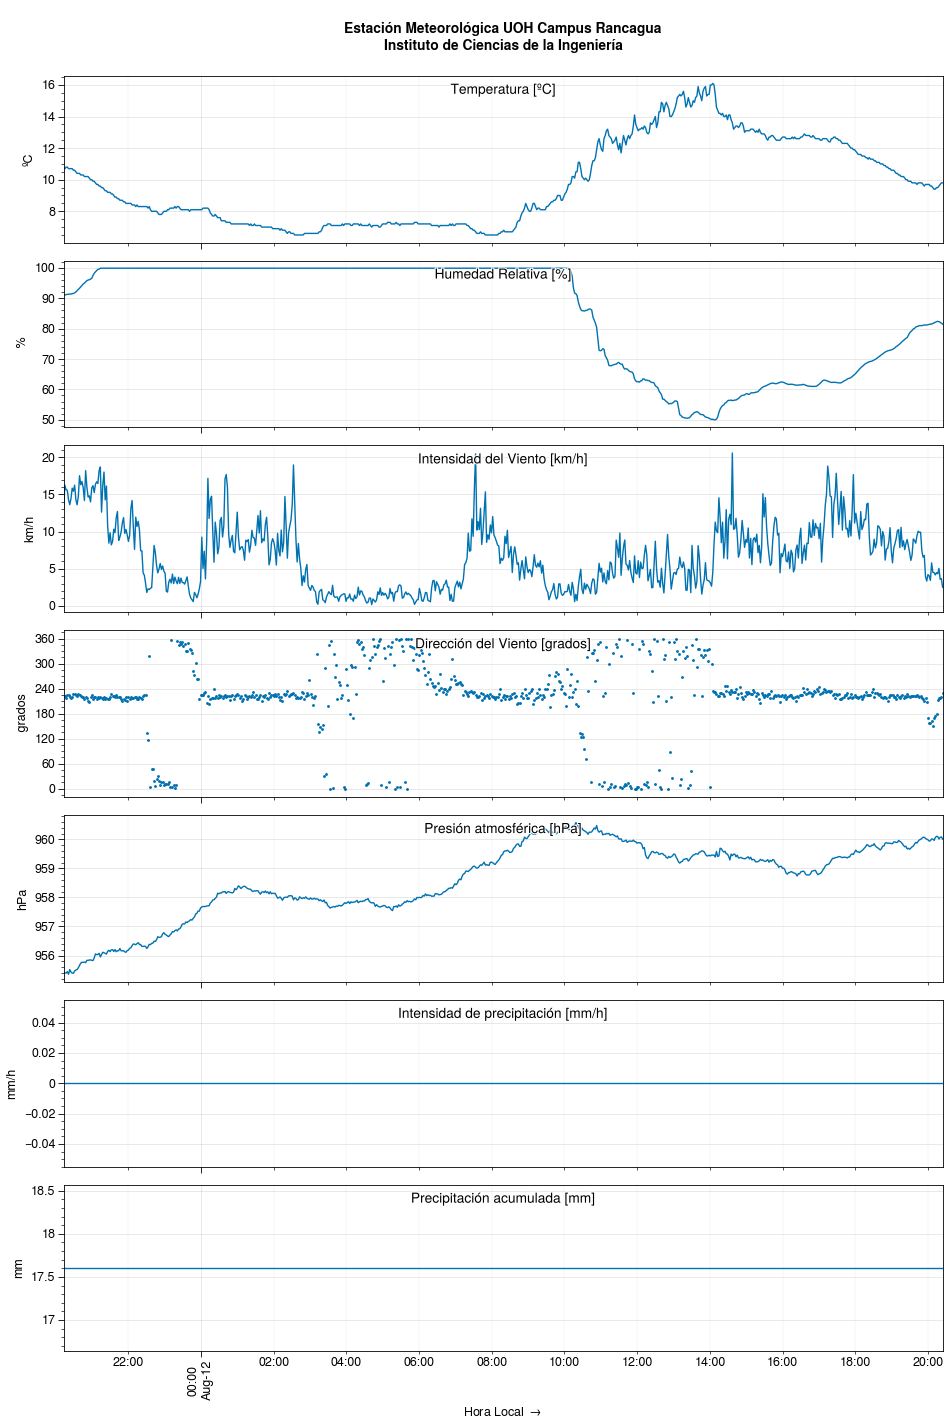 Estación Meteorológica UOH Campus Rancagua
Instituto de Ciencias de la Ingeniería
Temperatura [ºC]
ºC
16
14
12
10
8
Humedad Relativa [%]
%
100
90
80
70
60
50
Intensidad del Viento [km/h]
km/h
20
15
10
5
0
Dirección del Viento [grados]
grados
360
300
240
180
120
60
0
Presión atmosférica [hPa]
hPa
960
959
958
957
956
Intensidad de precipitación [mm/h]
mm/h
0.04
0.02
0
−0.02
−0.04
Precipitación acumulada [mm]
mm
18.5
18
17.5
17
22:00
00:00
Aug-12
02:00
04:00
06:00
08:00
10:00
12:00
14:00
16:00
18:00
20:00
Hora Local →